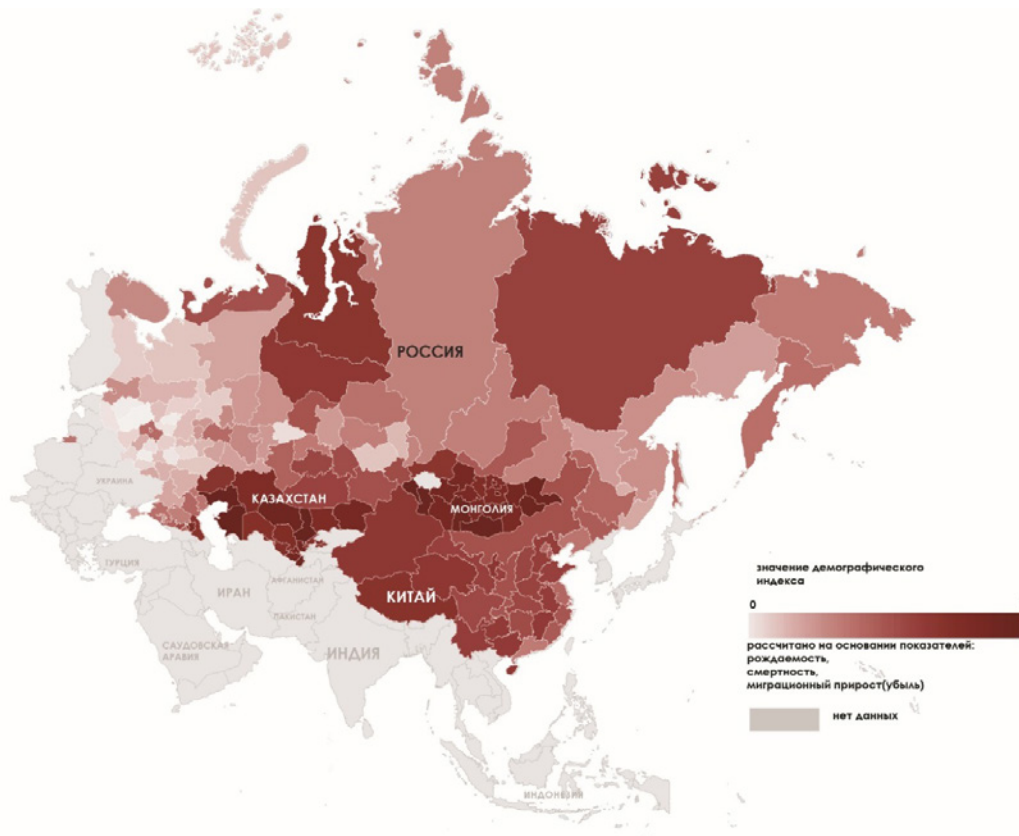 РОССИЯ
УКРАИНА
КАЗАХСТАН
МОНГОЛИЯ
ТУРЦИЯ
ИРАН
АФГАНИСТАН
КИТАЙ
ПАКИСТАН
САУДОВСКАЯ
АРАВИЯ
ИНДИЯ
ИНДОНЕЗИЯ
значение демографического
индекса
0
рассчитано на основании показателей:
рождаемость,
смертность,
миграционный прирост(убыль)
нет данных